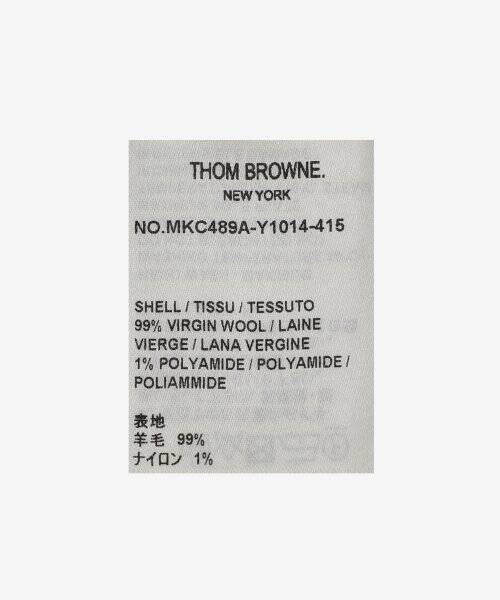 THOM BROWNE.
NEW YORK
NO.MKC489A-Y1014-415
SHELL / TISSU / TESSUTO
99% VIRGIN WOOL / LAINE
VIERGE / LANA VERGINE
1% POLYAMIDE / POLYAMIDE /
POLIAMMIDE
表地
羊毛 99%
ナイロン 1%